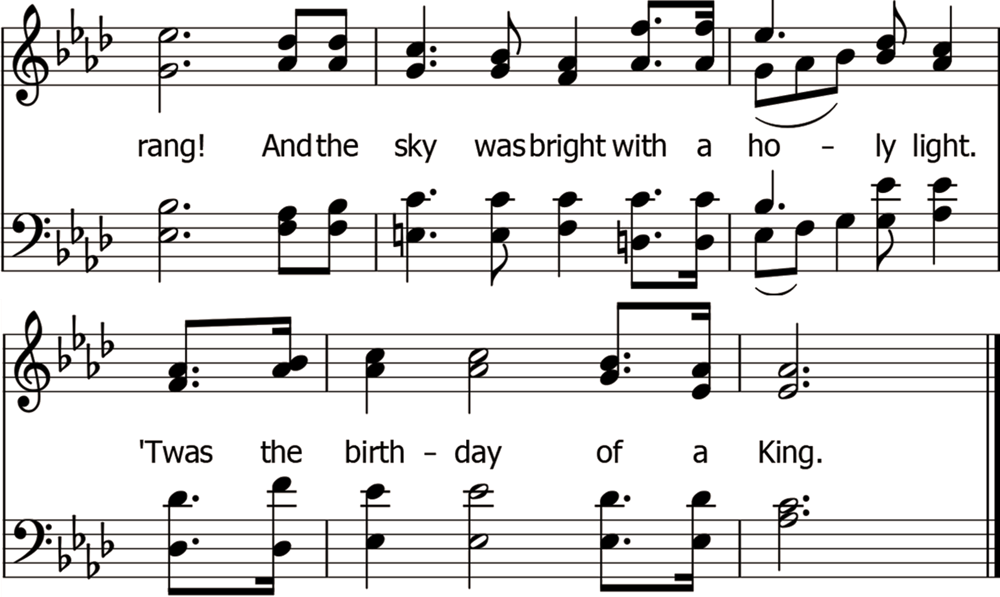 rang! And the sky was bright with a ho - ly light.
'Twas the birth - day of a King.